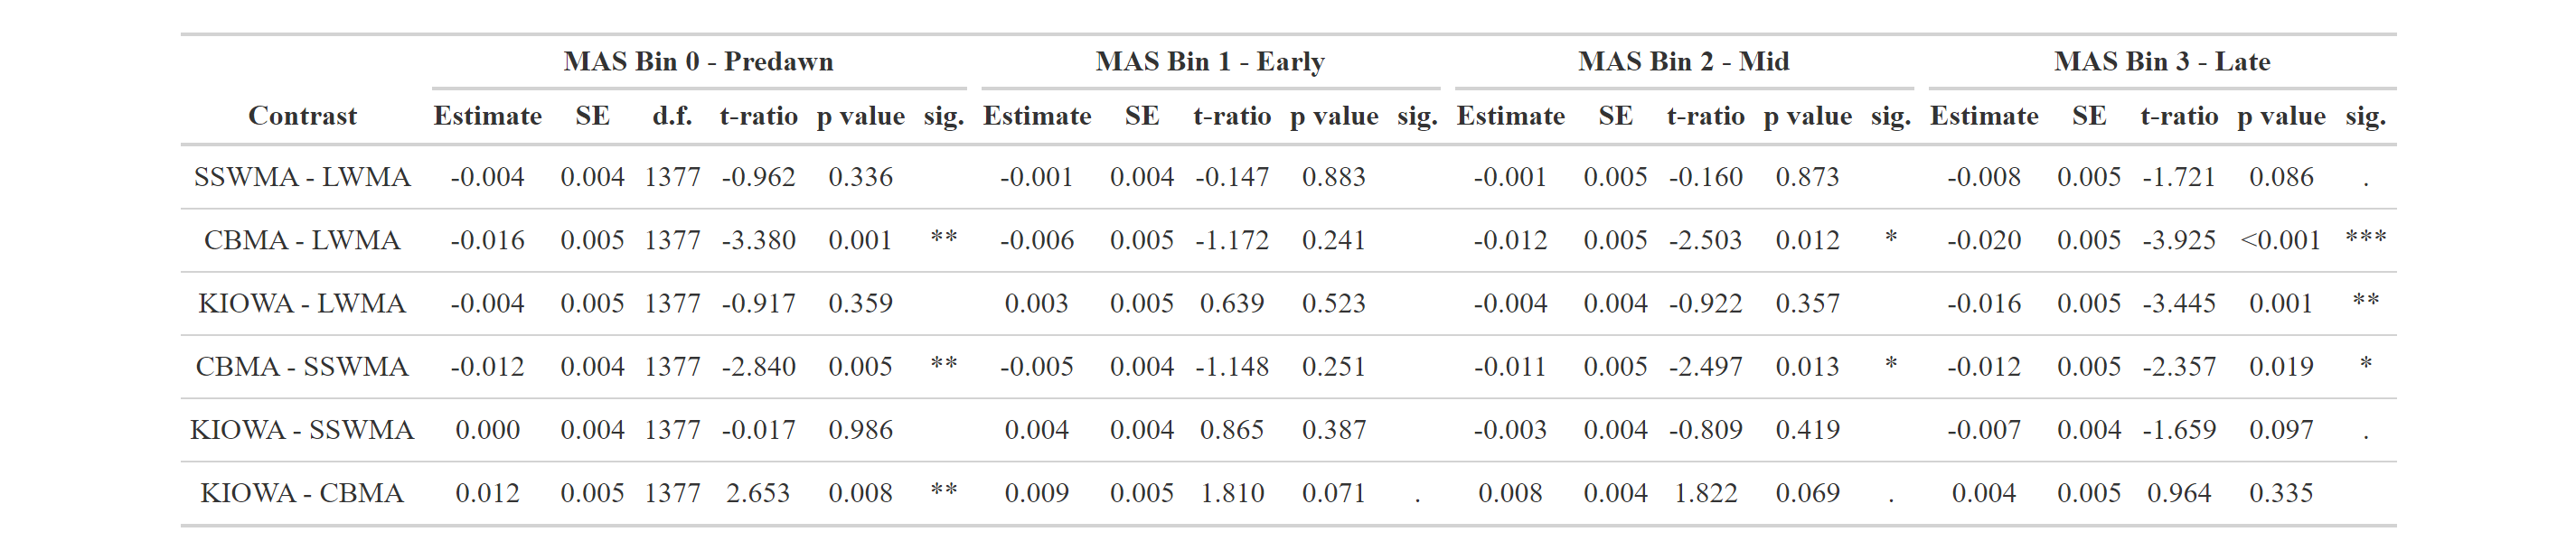 MAS Bin 0 - Predawn MAS Bin 1 - Early MAS Bin 2 - Mid MAS Bin 3 - Late
Contrast Estimate SE d.f. t-ratio p value sig. Estimate SE t-ratio p value sig. Estimate SE t-ratio p value sig. Estimate SE t-ratio p value sig.
SSWMA - LWMA -0.004 0.004 1377 -0.962 0.336 -0.001 0.004 -0.147 0.883 -0.001 0.005 -0.160 0.873 -0.008 0.005 -1.721 0.086 .
CBMA - LWMA -0.016 0.005 1377 -3.380 0.001 ** -0.006 0.005 -1.172 0.241 -0.012 0.005 -2.503 0.012 * -0.020 0.005 -3.925 <0.001 ***
KIOWA - LWMA -0.004 0.005 1377 -0.917 0.359 0.003 0.005 0.639 0.523 -0.004 0.004 -0.922 0.357 -0.016 0.005 -3.445 0.001 **
CBMA - SSWMA -0.012 0.004 1377 -2.840 0.005 ** -0.005 0.004 -1.148 0.251 -0.011 0.005 -2.497 0.013 * -0.012 0.005 -2.357 0.019 *
KIOWA - SSWMA 0.000 0.004 1377 -0.017 0.986 0.004 0.004 0.865 0.387 -0.003 0.004 -0.809 0.419 -0.007 0.004 -1.659 0.097 .
KIOWA - CBMA 0.012 0.005 1377 2.653 0.008 ** 0.009 0.005 1.810 0.071 . 0.008 0.004 1.822 0.069 . 0.004 0.005 0.964 0.335